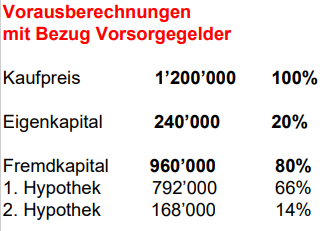 Vorausberechnungen
mit Bezug Vorsorgegelder
Kaufpreis 1’200’000 100%
Eigenkapital 240’000 20%
Fremdkapital 960’000 80%
1. Hypothek 792’000 66%
2. Hypothek 168’000 14%